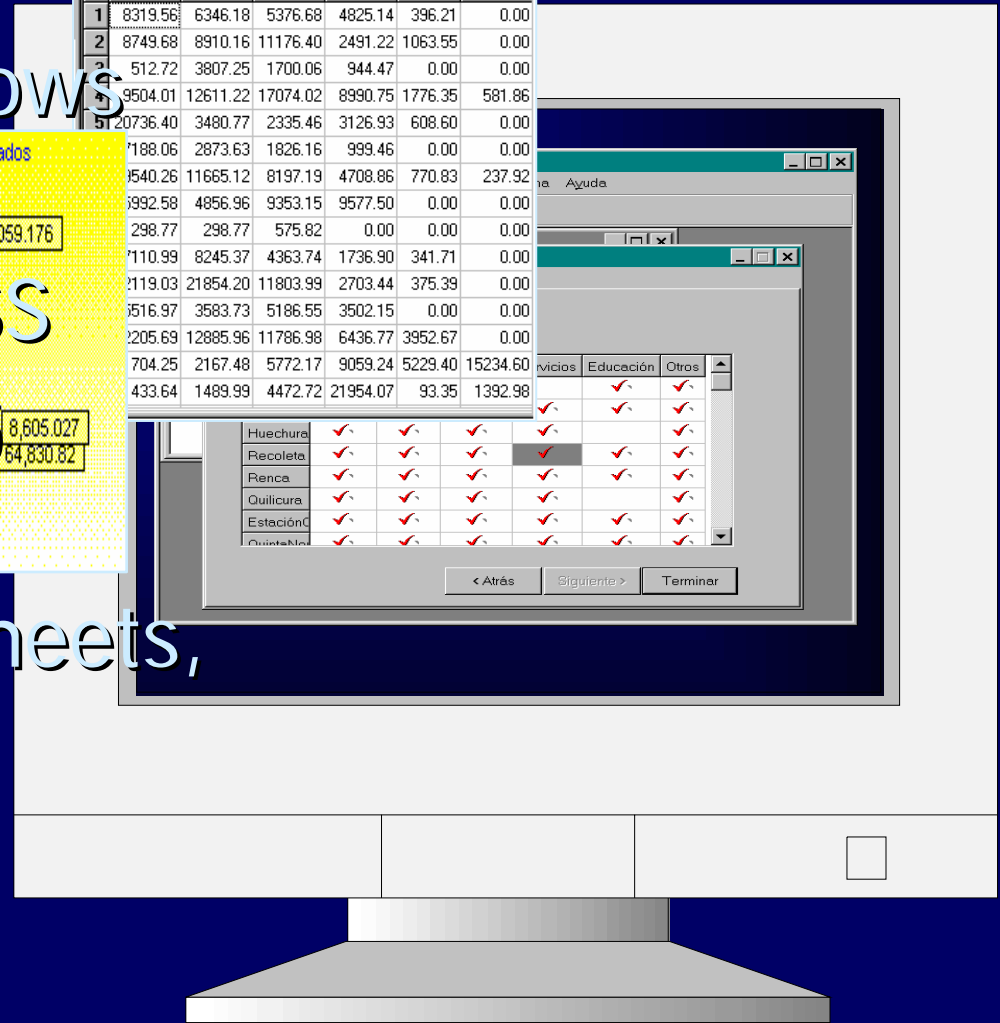 1 8319.56 6346.18 5376.68 4825.14 396.21 0.00
2 8749.68 8910.16 11176.40 2491.22 1063.55 0.00
3 512.72 3807.25 1700.06 944.47 0.00 0.00
ows
4 9504.01 12611.22 17074.02 8990.75 1776.35 581.86
5 20736.40 3480.77 2335.46 3126.93 608.60 0.00
7188.06 2873.63 1826.16 999.46 0.00 0.00
9540.26 11665.12 8197.19 4708.86 770.83 237.92
5992.58 4856.96 9353.15 9577.50 0.00 0.00
298.77 298.77 575.82 0.00 0.00 0.00
7110.99 8245.37 4363.74 1736.90 341.71 0.00
2119.03 21854.20 11803.99 2703.44 375.39 0.00
5516.97 3583.73 5186.55 3502.15 0.00 0.00
2205.69 12885.96 11786.98 6436.77 3952.67 0.00
704.25 2167.48 5772.17 9059.24 5229.40 15234.60
433.64 1489.99 4472.72 21954.07 93.35 1392.98
ados
059.176
s
8,605.027
64,830.82
na Ayuda
rvicios Educación Otros
Huechura
Recoleta
Renca
Quilicura
EstaciónC
QuintaNo
< Atrás Siguiente > Terminar
heets,